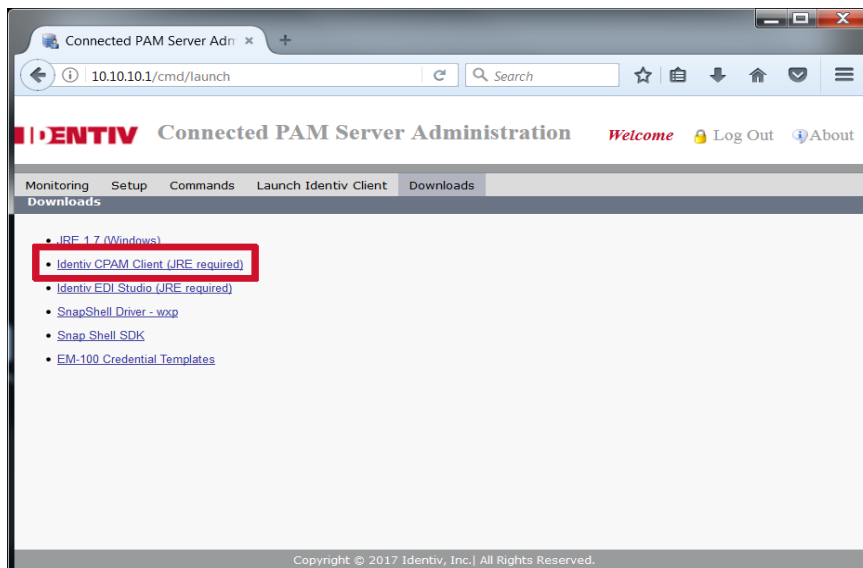 Connected PAM Server Adm
10.10.10.1/cmd/launch
Search
IDENTIV Connected PAM Server Administration Welcome Log Out About
Monitoring Setup Commands Launch Identiv Client Downloads
Downloads
JRE 1.7 (Windows)
Identiv CPAM Client (JRE required)
Identiv EDI Studio (JRE required)
SnapShell Driver - wxp
Snap Shell SDK
EM-100 Credential Templates
Copyright © 2017 Identiv, Inc.| All Rights Reserved.